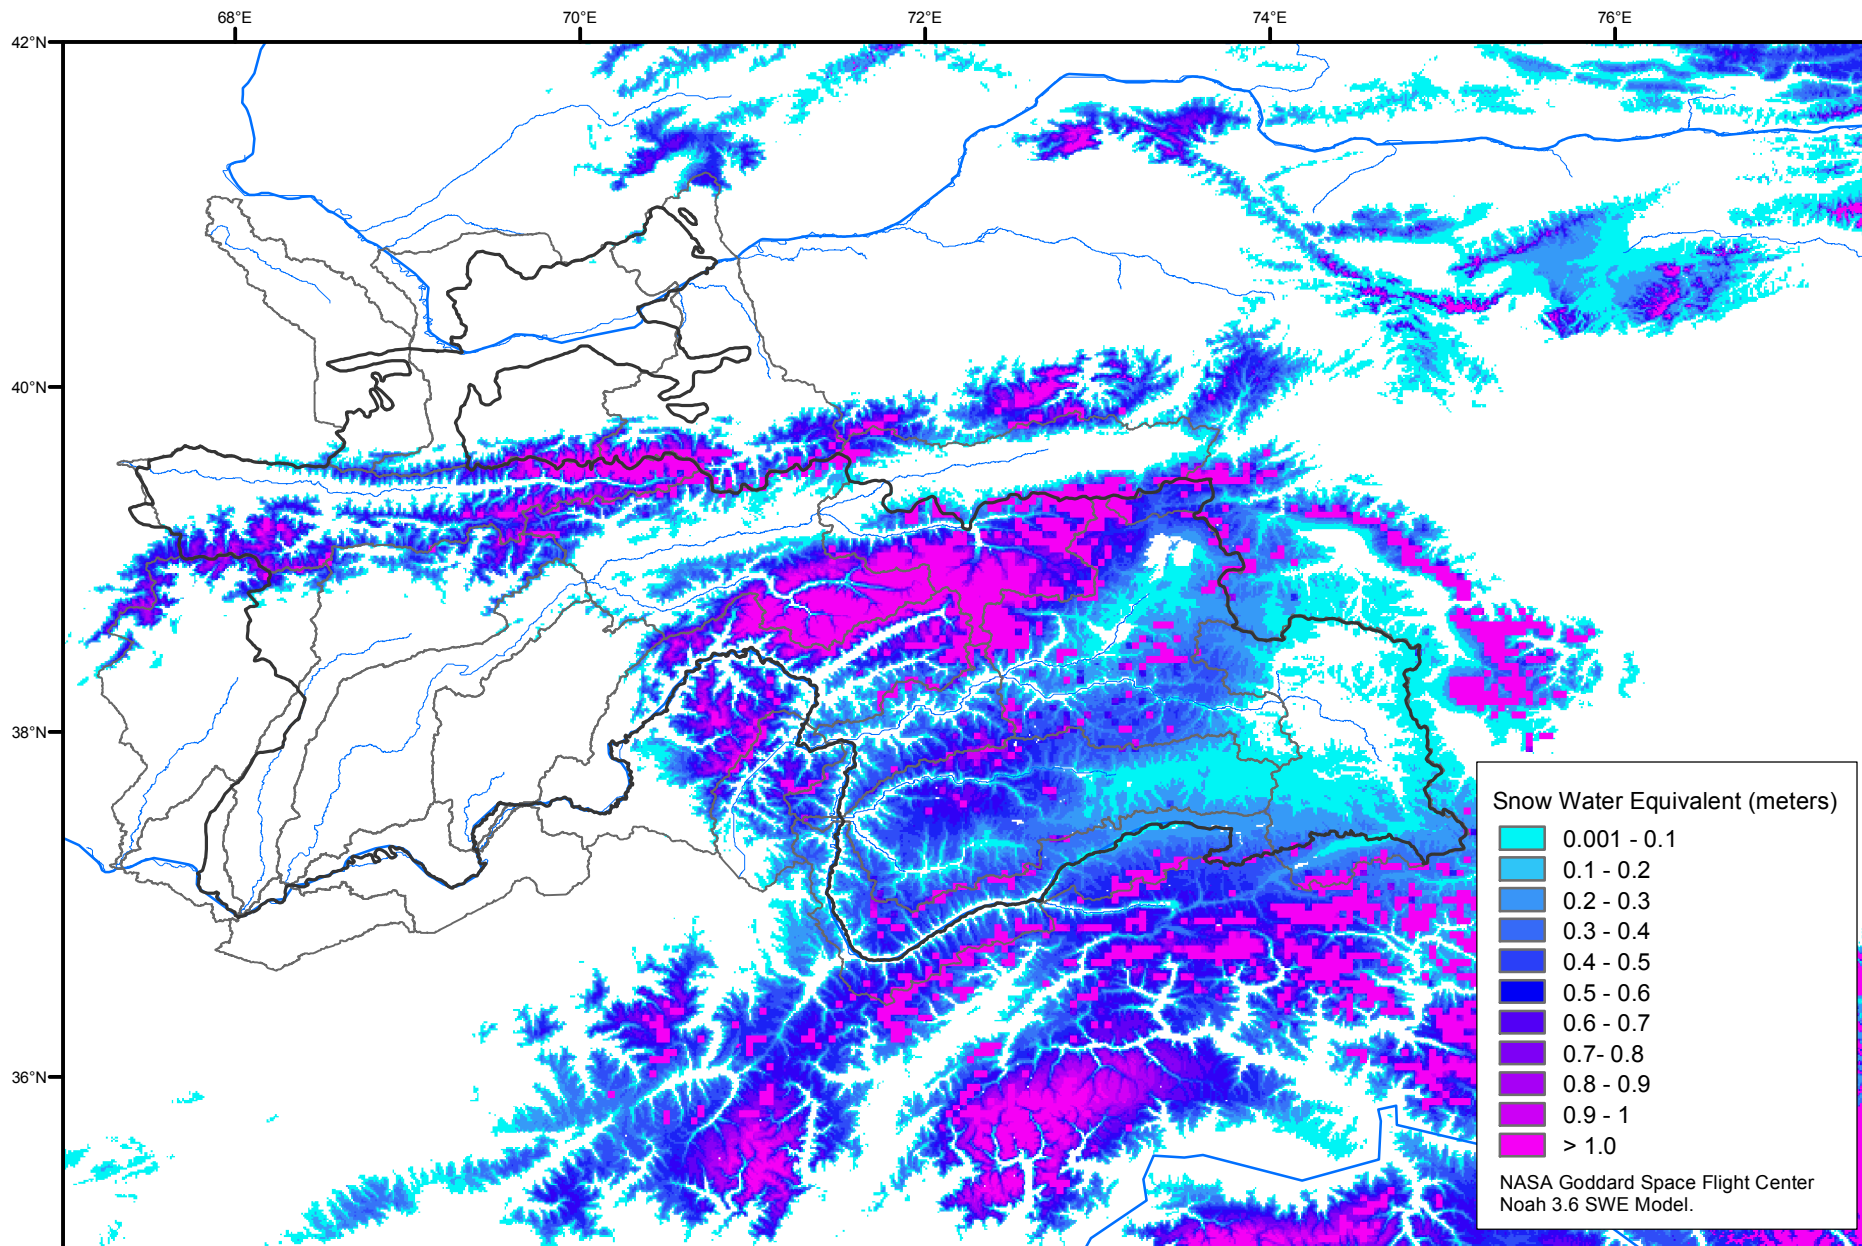 68°E
70°E
72°E
74°E
76°E
42°N
40°N
38°N
36°N
Snow Water Equivalent (meters)
0.001 - 0.1
0.1 - 0.2
0.2 - 0.3
0.3 - 0.4
0.4 - 0.5
0.5 - 0.6
0.6 - 0.7
0.7- 0.8
0.8 - 0.9
0.9 - 1
> 1.0
NASA Goddard Space Flight Center
Noah 3.6 SWE Model.